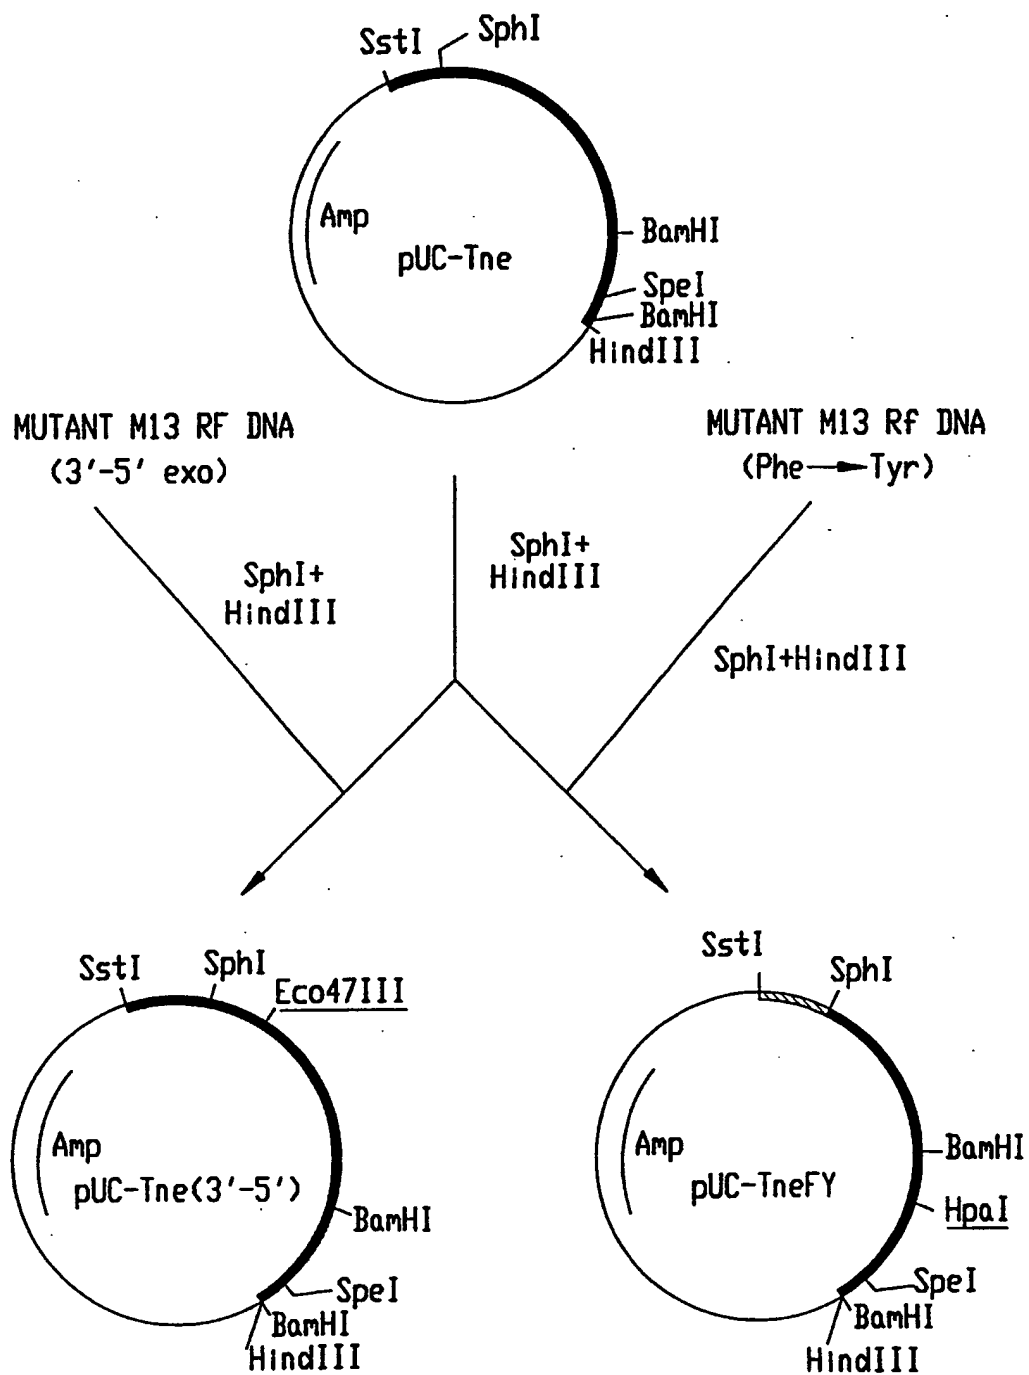 SstI
SphI
Amp
pUC-Tne
BamHI
SpeI
BamHI
HindIII
MUTANT M13 RF DNA
(3'-5' exo)
MUTANT M13 Rf DNA
(Phe→Tyr)
SphI+
HindIII
SphI+
HindIII
SphI+HindIII
SstI
SphI
Eco47III
Amp
pUC-Tne(3'-5')
BamHI
SpeI
BamHI
HindIII
SstI
SphI
Amp
pUC-TneFY
BamHI
HpaI
SpeI
BamHI
HindIII